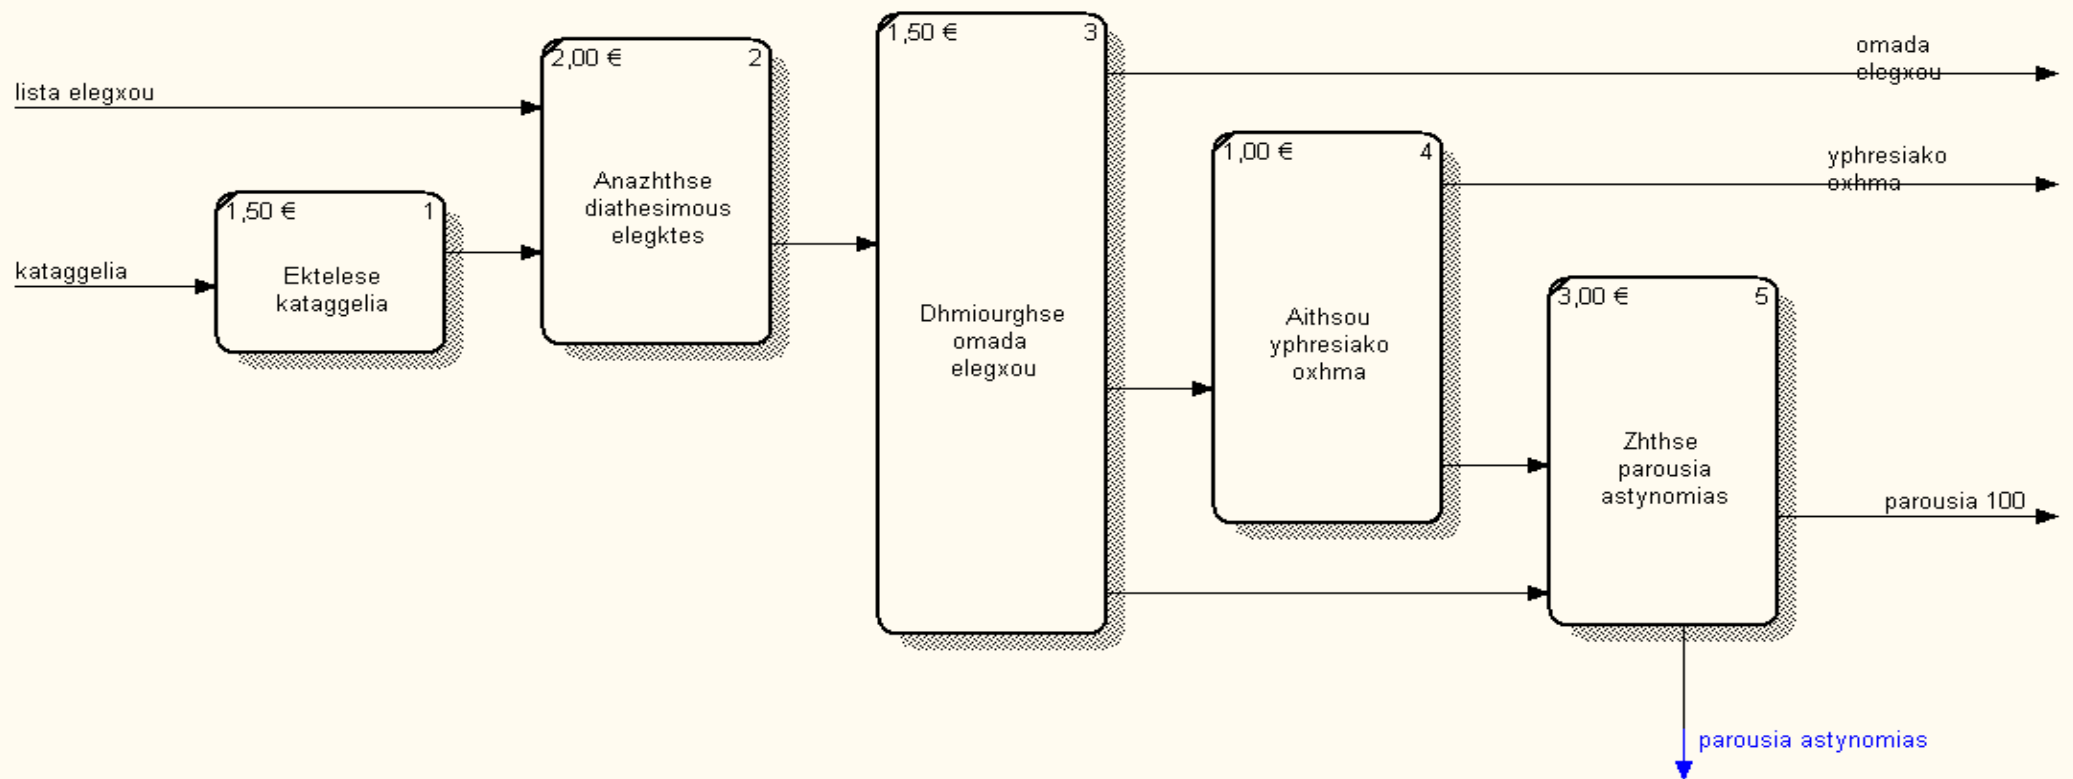 lista elegxou
kataggelia
1,50 € 1
Ektelese
kataggelia
2,00 € 2
Anazhthse
diathesimous
elegktes
1,50 € 3
Dhmiourghse
omada
elegxou
1,00 € 4
Aithsou
yphresiako
oxhma
3,00 € 5
Zhthse
parousia
astynomias
omada
elegxou
yphresiako
oxhma
parousia 100
parousia astynomias